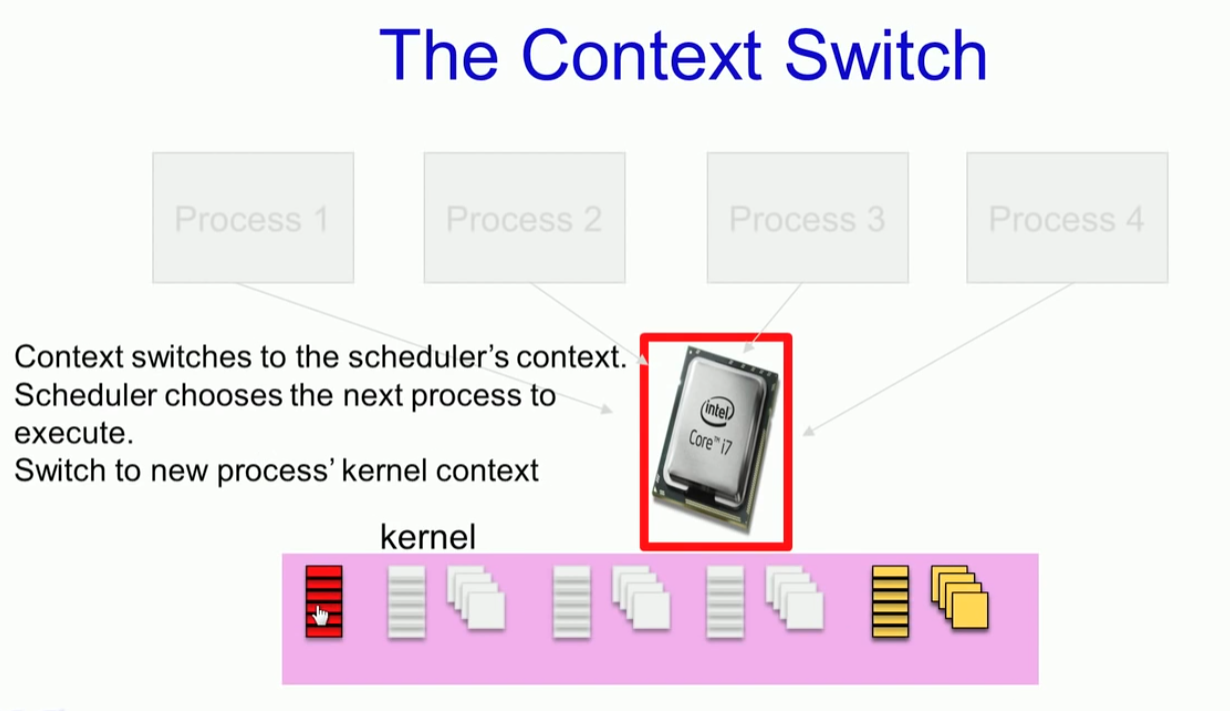 The Context Switch
Process 1
Process 2
Process 3
Process 4
Context switches to the scheduler’s context.
Scheduler chooses the next process to
execute.
Switch to new process’ kernel context
intel
Core™ i7
kernel